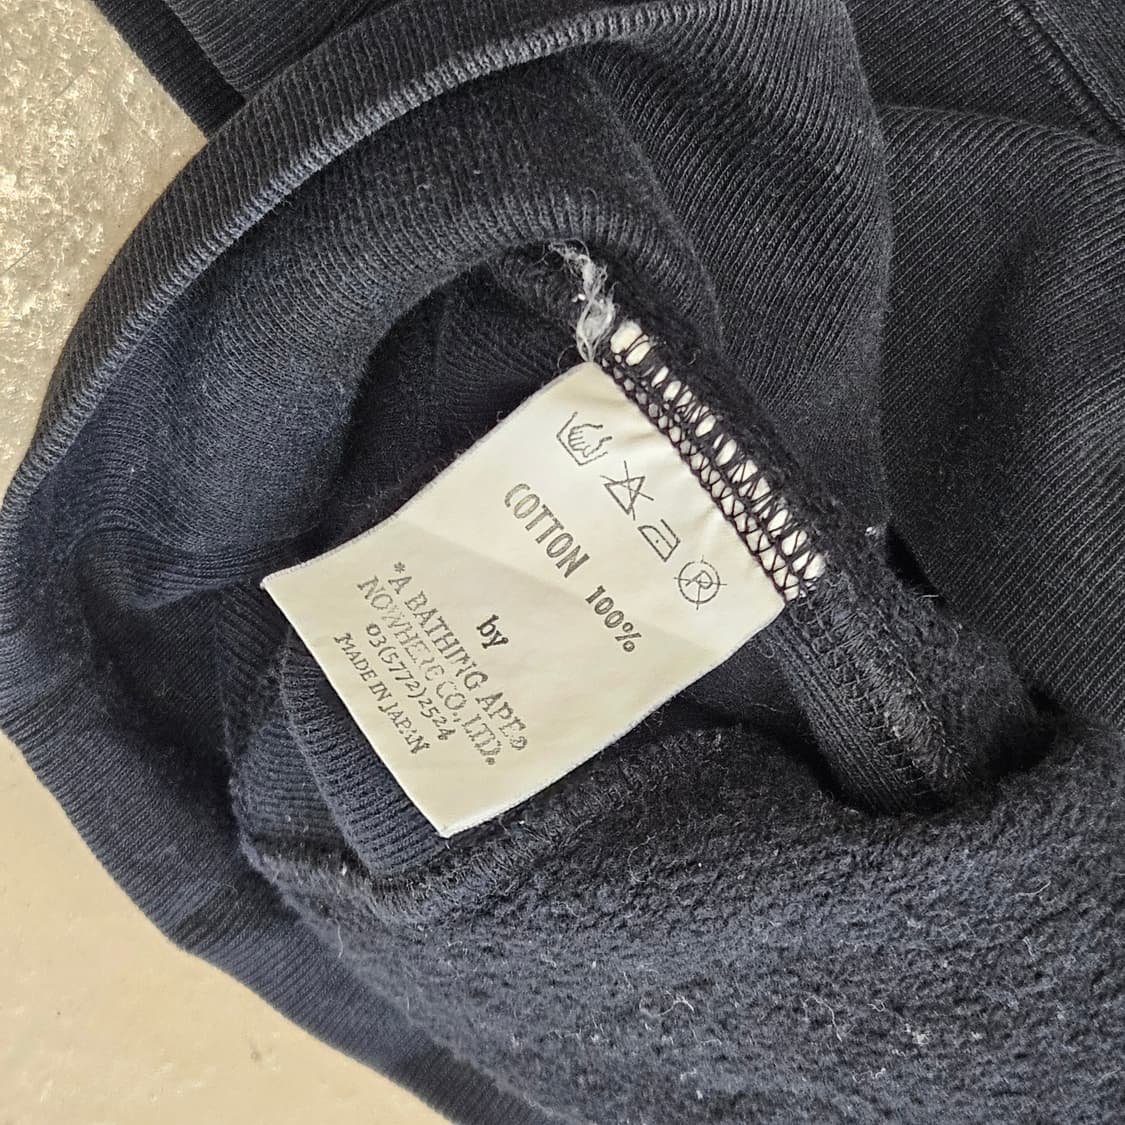 COTTON 100%
by
*A BATHING APE®
NOWHERE CO., LTD.
03(5772)2524
MADE IN JAPAN